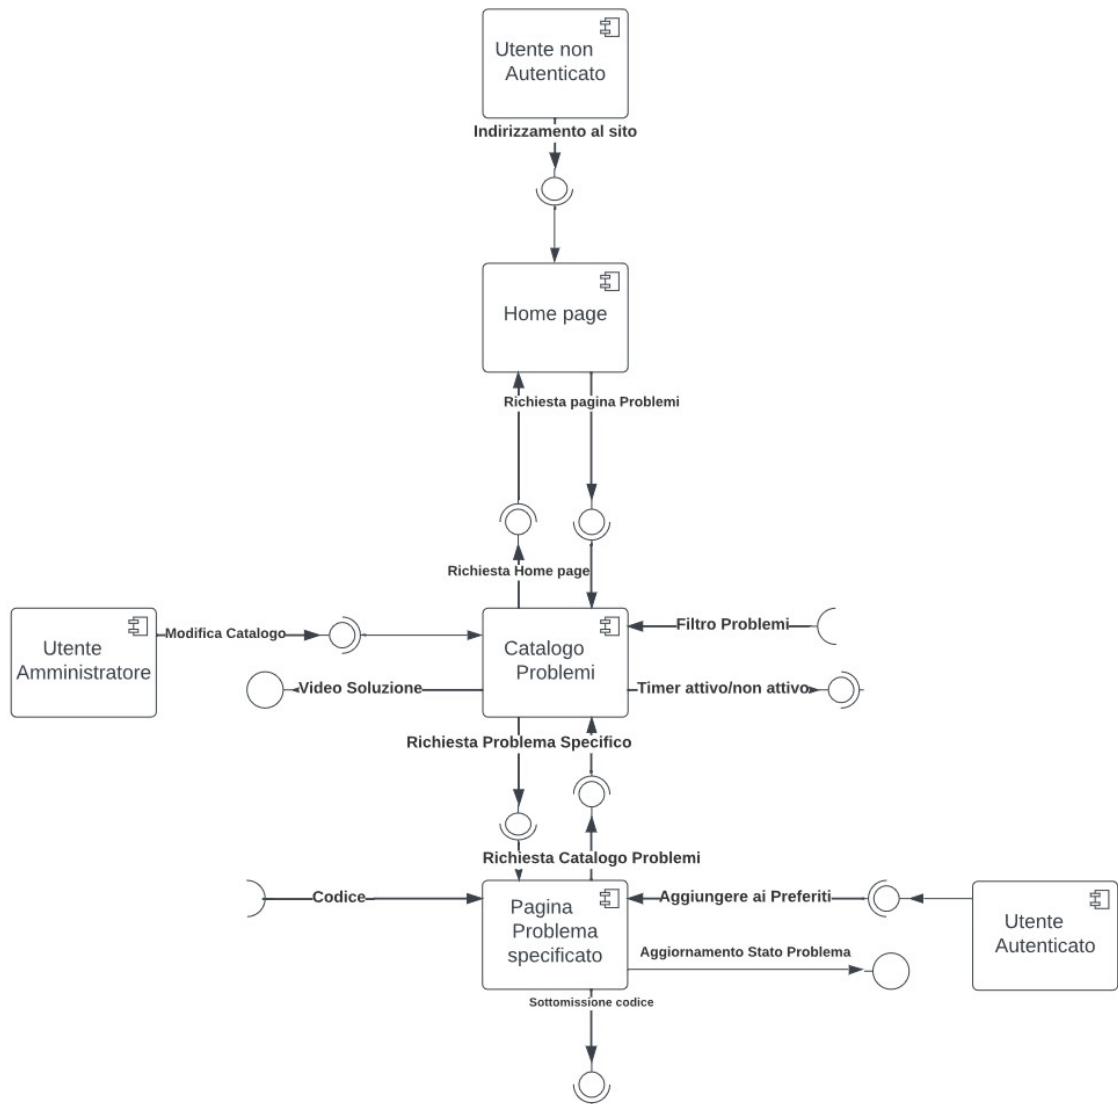 Utente non
Autenticato
Indirizzamento al sito
Home page
Richiesta pagina Problemi
Richiesta Home page
Utente
Amministratore
Modifica Catalogo
Catalogo
Problemi
Filtro Problemi
Video Soluzione
Timer attivo/non attivo
Richiesta Problema Specifico
Richiesta Catalogo Problemi
Codice
Pagina
Problema
specificato
Aggiungere ai Preferiti
Utente
Autenticato
Aggiornamento Stato Problema
Sottomissione codice